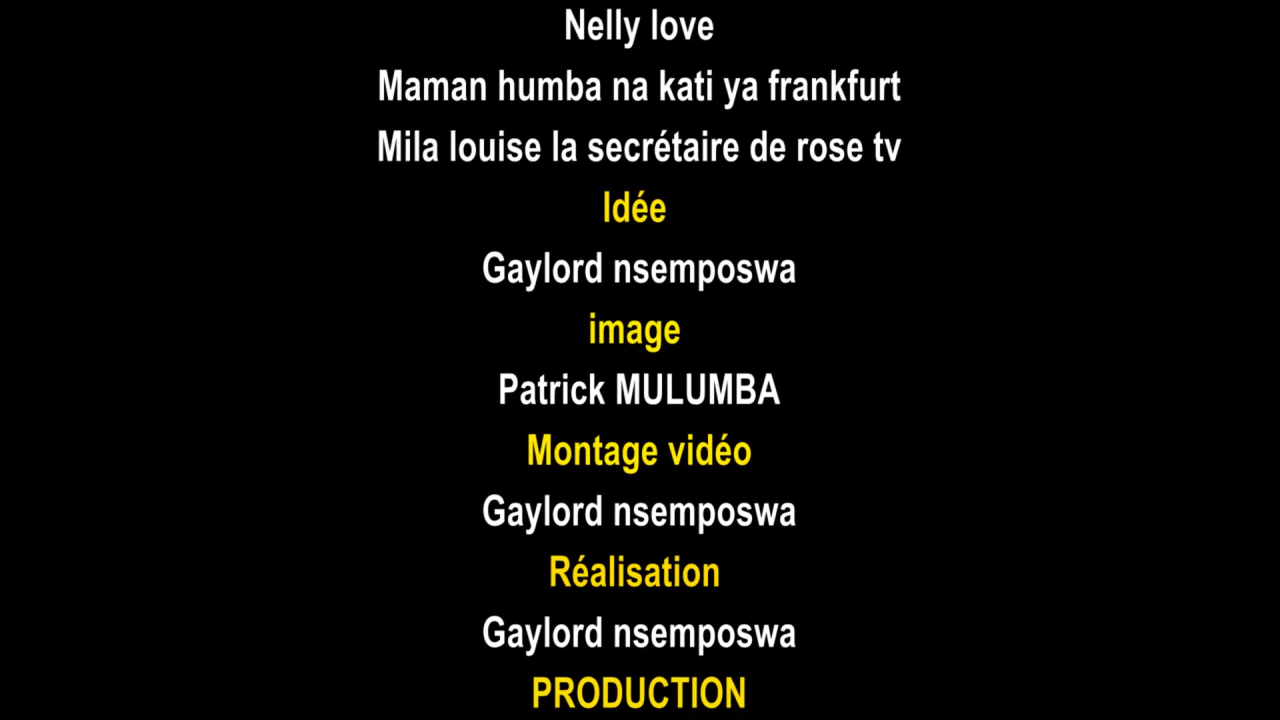 Nelly love
Maman humba na kati ya frankfurt
Mila louise la secrétaire de rose tv
Idée
Gaylord nsemposwa
image
Patrick MULUMBA
Montage vidéo
Gaylord nsemposwa
Réalisation
Gaylord nsemposwa
PRODUCTION